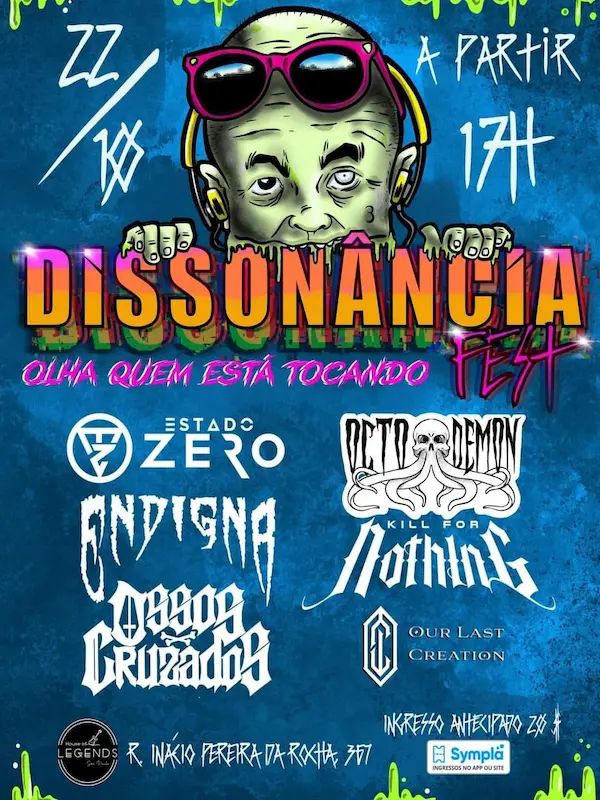 22/10
A PARTIR
17H
DISSONÂNCIA
FEST
OLHA QUEM ESTÁ TOCANDO
ESTADO
ZERO
OCTO DEMON
ENDIGNA
KILL FOR
NOTHING
OSSOS
CRUZADOS
OUR LAST
CREATION
House of
LEGENDS
São Paulo
R. INÁCIO PEREIRA DA ROCHA, 367
INGRESSO ANTECIPADO 20 $
Sympla
INGRESSOS NO APP OU SITE